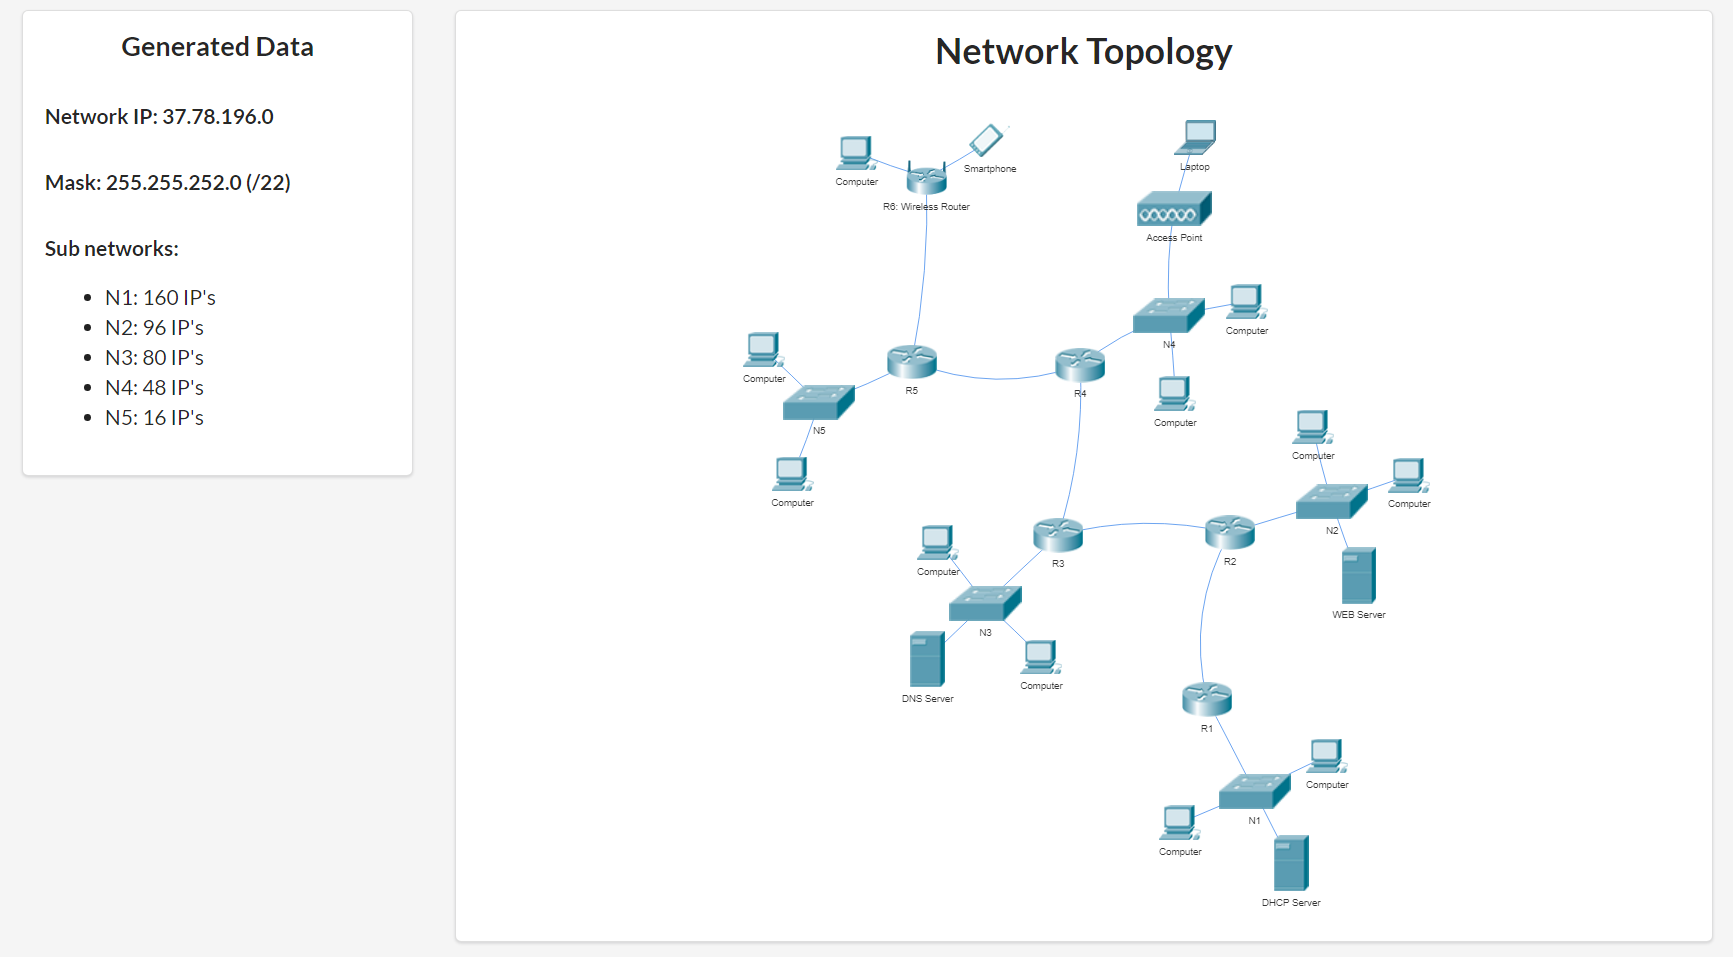 Generated Data
Network IP: 37.78.196.0
Mask: 255.255.252.0 (/22)
Sub networks:
N1: 160 IP's
N2: 96 IP's
N3: 80 IP's
N4: 48 IP's
N5: 16 IP's
Network Topology
Computer
Smartphone
R6: Wireless Router
Laptop
Access Point
Computer
N4
Computer
R5
R4
Computer
N5
Computer
Computer
Computer
N2
WEB Server
R3
R2
Computer
N3
DNS Server
Computer
R1
Computer
N1
Computer
DHCP Server